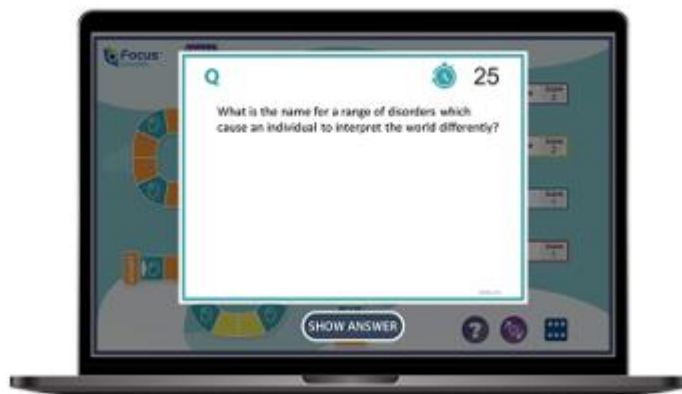 Focus
Q
25
What is the name for a range of disorders which
cause an individual to interpret the world differently?
SHOW ANSWER
?